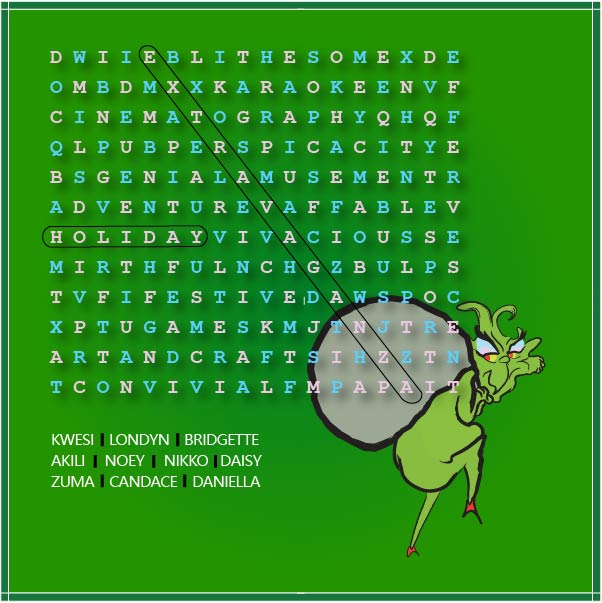 D W I I E B L I T H E S O M E X D E
O M B D M X X K A R A O K E E N V F
C I N E M A T O G R A P H Y Q H Q F
Q L P U B P E R S P I C A C I T Y E
B S G E N I A L A M U S E M E N T R
A D V E N T U R E V A F F A B L E V
H O L I D A Y V I V A C I O U S S E
M I R T H F U L N C H G Z B U L P S
T V F I F E S T I V E D A W S P O C
X P T U G A M E S K M J T N J T R E
A R T A N D C R A F T S I H Z Z T N
T C O N V I V I A L F M P A P A I T
KWESI | LONDYN | BRIDGETTE
AKILI | NOEY | NIKKO | DAISY
ZUMA | CANDACE | DANIELLA